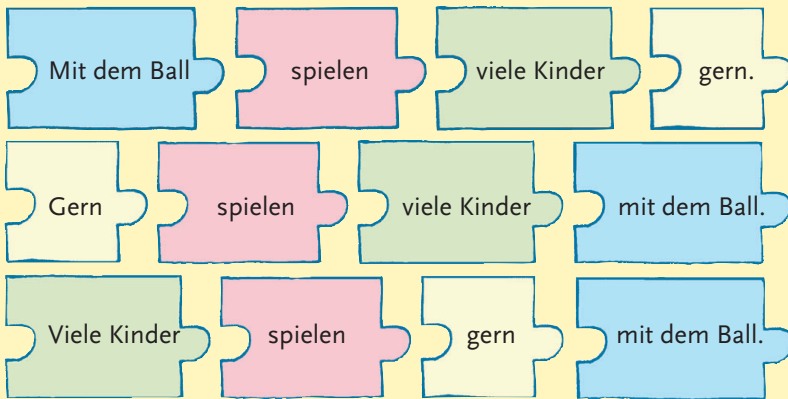 Mit dem Ball spielen viele Kinder gern.
Gern spielen viele Kinder mit dem Ball.
Viele Kinder spielen gern mit dem Ball.